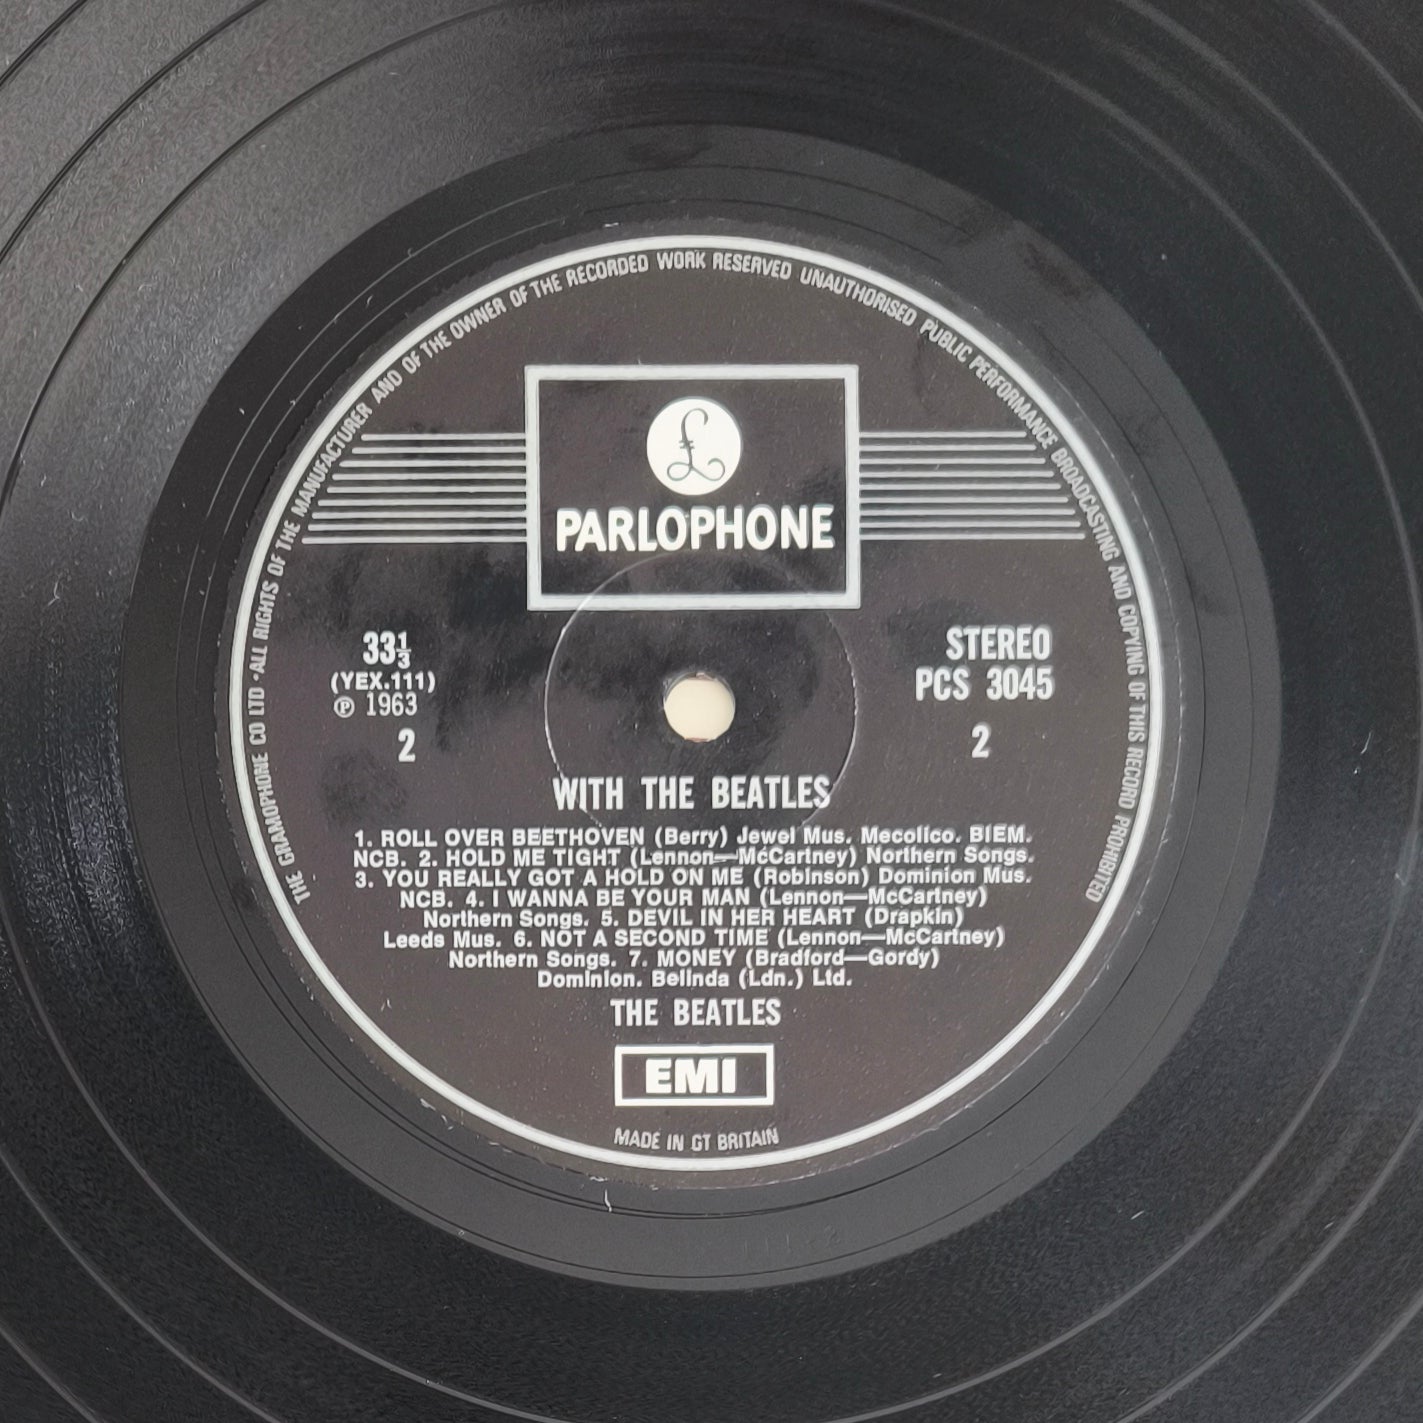 THE GRAMOPHONE CO LTD · ALL RIGHTS OF THE MANUFACTURER AND OF THE OWNER OF THE RECORDED WORK RESERVED UNAUTHORISED PUBLIC PERFORMANCE BROADCASTING AND COPYING OF THIS RECORD PROHIBITED
£
PARLOPHONE
33⅓
(YEX.111)
℗ 1963
2
STEREO
PCS 3045
2
WITH THE BEATLES
1. ROLL OVER BEETHOVEN (Berry) Jewel Mus. Mecolico. BIEM.
NCB. 2. HOLD ME TIGHT (Lennon—McCartney) Northern Songs.
3. YOU REALLY GOT A HOLD ON ME (Robinson) Dominion Mus.
NCB. 4. I WANNA BE YOUR MAN (Lennon—McCartney)
Northern Songs. 5. DEVIL IN HER HEART (Drapkin)
Leeds Mus. 6. NOT A SECOND TIME (Lennon—McCartney)
Northern Songs. 7. MONEY (Bradford—Gordy)
Dominion. Belinda (Ldn.) Ltd.
THE BEATLES
EMI
MADE IN GT BRITAIN